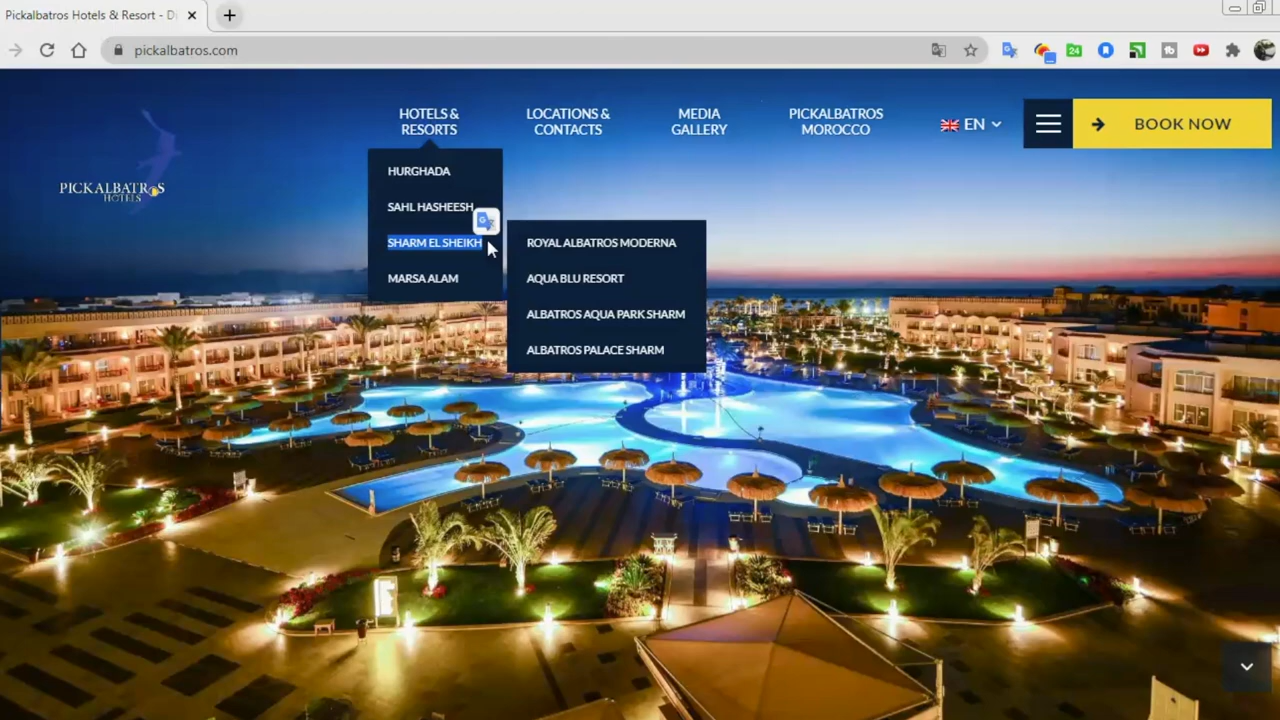 Pickalbatros Hotels & Resort - D
pickalbatros.com
24
HOTELS &
RESORTS
LOCATIONS &
CONTACTS
MEDIA
GALLERY
PICKALBATROS
MOROCCO
EN
BOOK NOW
PICKALBATROS
HOTELS
HURGHADA
SAHL HASHEESH
SHARM EL SHEIKH
MARSA ALAM
ROYAL ALBATROS MODERNA
AQUA BLU RESORT
ALBATROS AQUA PARK SHARM
ALBATROS PALACE SHARM